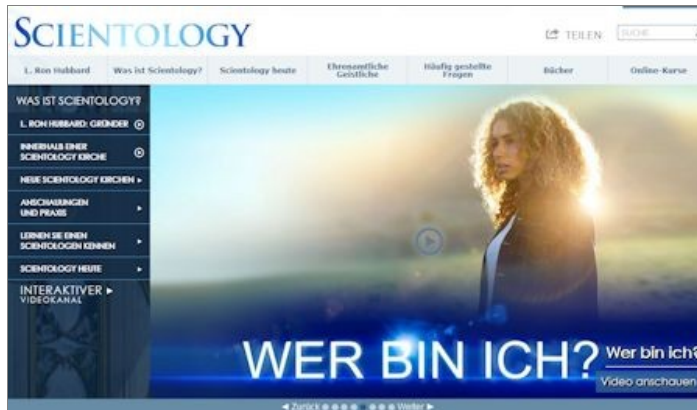 SCIENTOLOGY
TEILEN
SUCHE
L. Ron Hubbard
Was ist Scientology?
Scientology heute
Ehrenamtliche
Geistliche
Häufig gestellte
Fragen
Bücher
Online-Kurse
WAS IST SCIENTOLOGY?
L. RON HUBBARD: GRÜNDER
INNERHALB EINER
SCIENTOLOGY KIRCHE
NEUE SCIENTOLOGY KIRCHEN
ANSCHAUUNGEN
UND PRAXIS
LERNEN SIE EINEN
SCIENTOLOGEN KENNEN
SCIENTOLOGY HEUTE
INTERAKTIVER
VIDEOKANAL
WER BIN ICH?
Wer bin ich?
Video anschauen
Zurück
Weiter